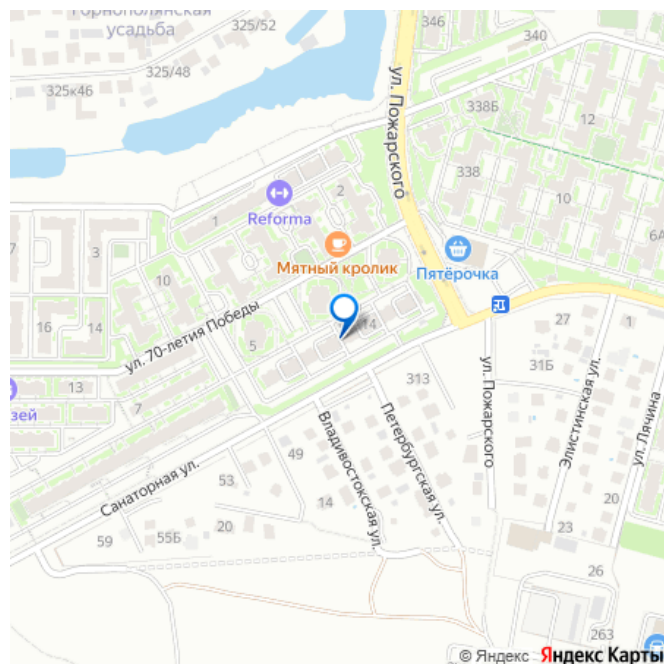 Горнополянская
усадьба
325/52
325/48
325к46
346
340
ул. Пожарского
338Б
12
338
10
6А
2
1
Reforma
Мятный кролик
Пятёрочка
7
3
10
16
14
ул. 70-летия Победы
5
14
27
1
31Б
313
ул. Пожарского
Элистинская ул.
ул. Лячина
13
зей
7
Санаторная ул.
49
53
Владивостокская ул.
Петербургская ул.
14
20
55Б
59
20
23
26
263
© Яндекс Яндекс Карты